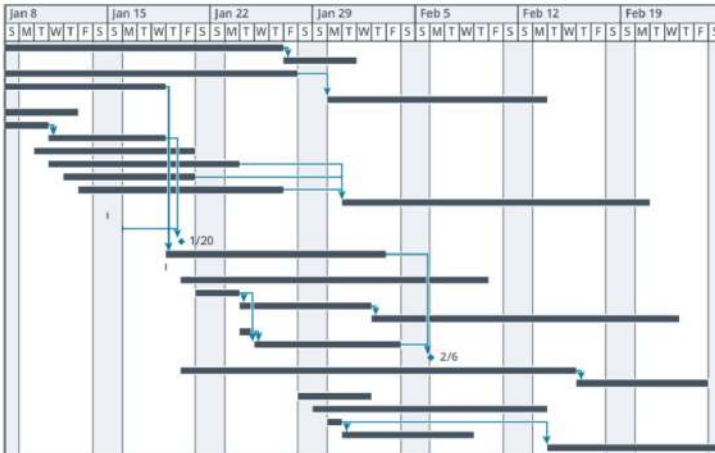 Jan 8 Jan 15 Jan 22 Jan 29 Feb 5 Feb 12 Feb 19
S M T W T F S S M T W T F S S M T W T F S S M T W T F S S M T W T F S S M T W T F S S M T W T F
1/20
2/6